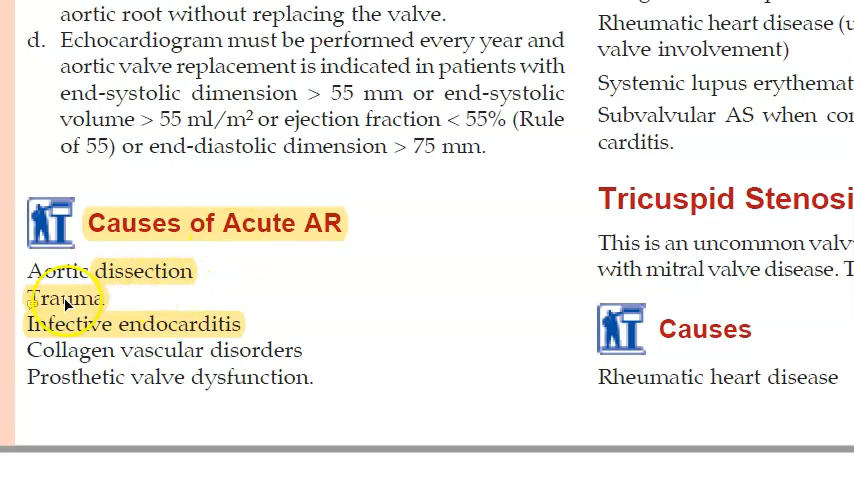 aortic root without replacing the valve.
d. Echocardiogram must be performed every year and
aortic valve replacement is indicated in patients with
end-systolic dimension > 55 mm or end-systolic
volume > 55 ml/m² or ejection fraction < 55% (Rule
of 55) or end-diastolic dimension > 75 mm.
Causes of Acute AR
Aortic dissection
Trauma
Infective endocarditis
Collagen vascular disorders
Prosthetic valve dysfunction.
Rheumatic heart disease (u
valve involvement)
Systemic lupus erythemat
Subvalvular AS when co
carditis.
Tricuspid Stenosi
This is an uncommon valv
with mitral valve disease. T
Causes
Rheumatic heart disease